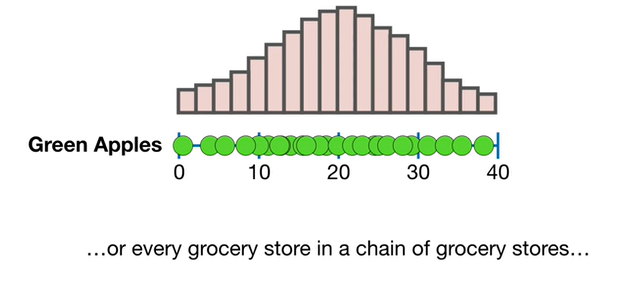 Green Apples
0 10 20 30 40
…or every grocery store in a chain of grocery stores…